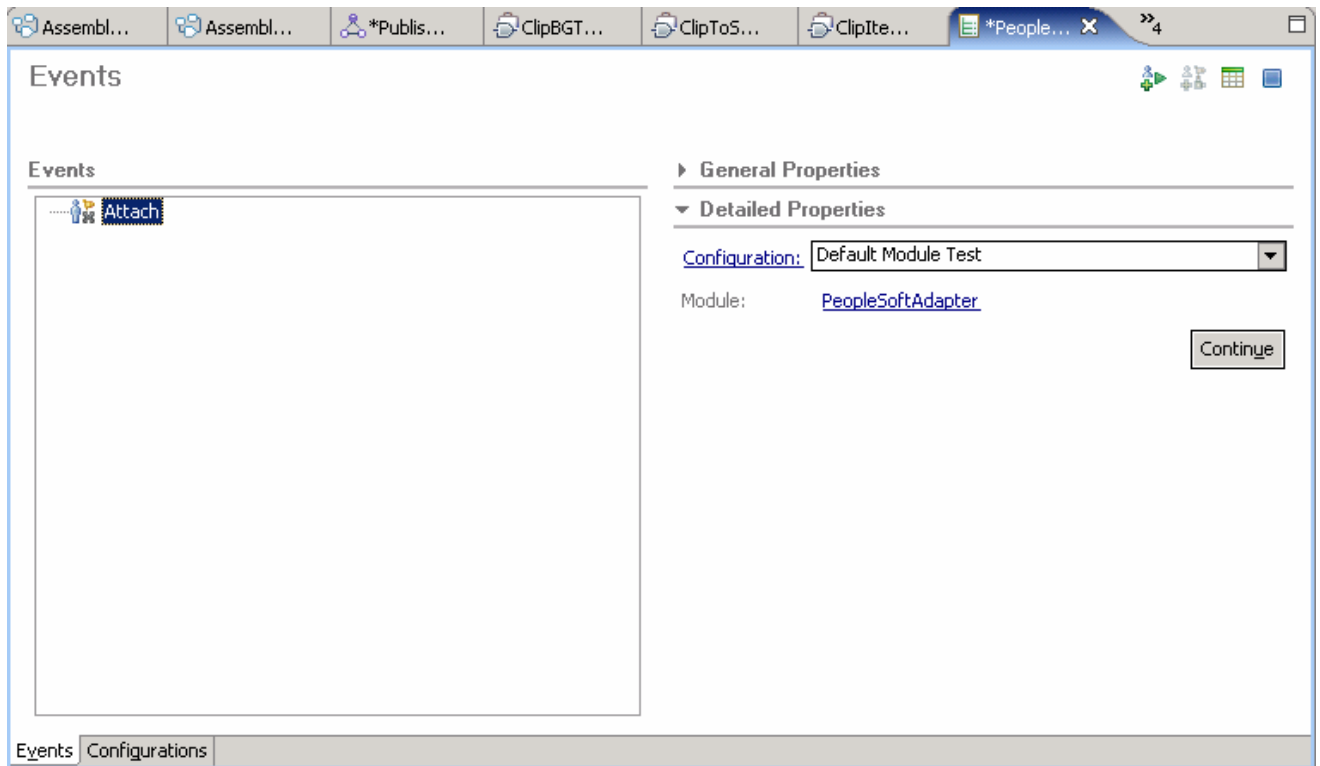 Assembl... Assembl... *Publis... ClipBGT... ClipToS... ClipIte... *People... »4
Events
Events
Attach
General Properties
Detailed Properties
Configuration: Default Module Test
Module: PeopleSoftAdapter
Continue
Events Configurations